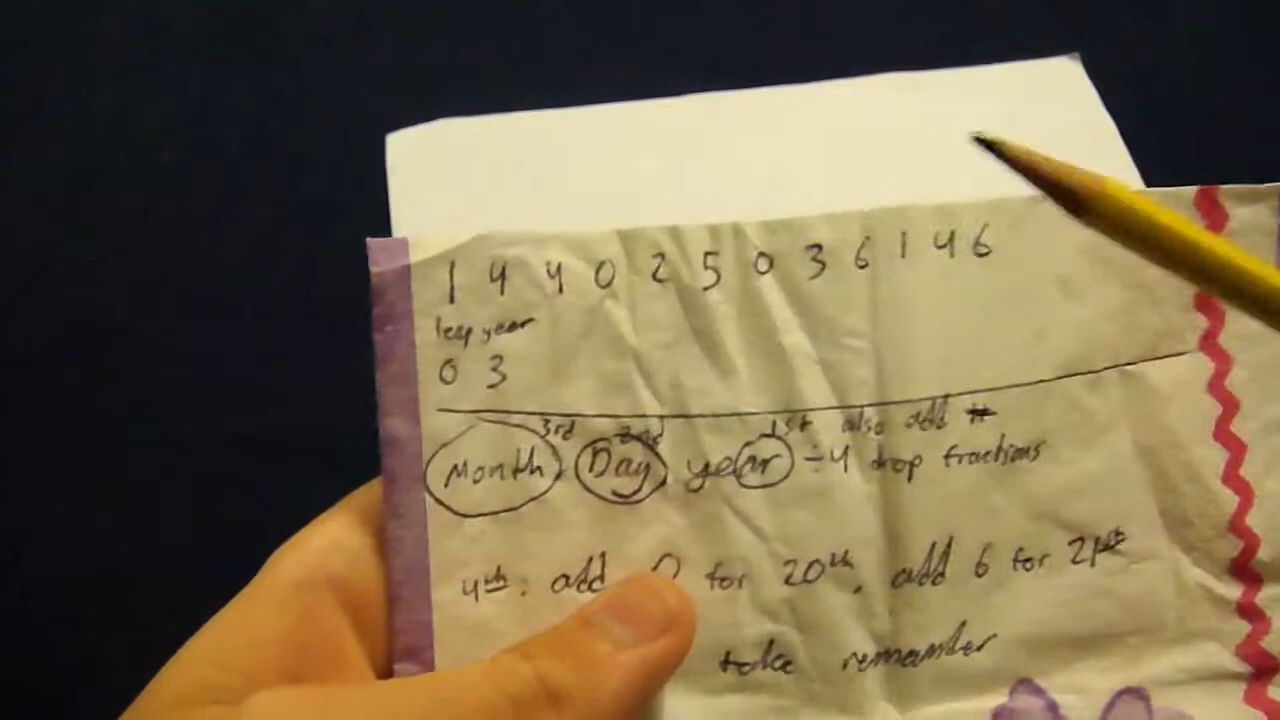 1 4 4 0 2 5 0 3 6 1 4 6
leap year
0 3
3rd 2nd 1st also add #
Month Day year ÷4 drop fractions
4th: add 0 for 20th, add 6 for 21st
take remander